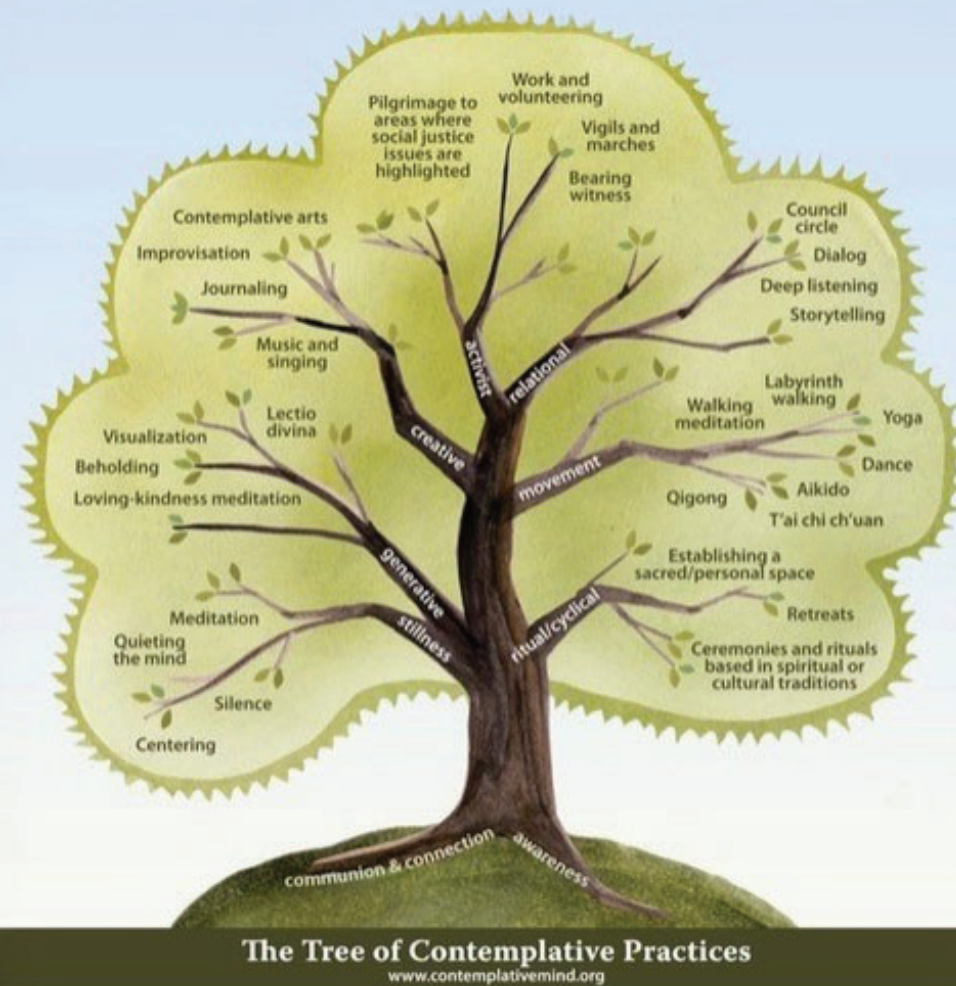 Work and
volunteering
Pilgrimage to
areas where
social justice
issues are
highlighted
Vigils and
marches
Bearing
witness
Contemplative arts
Improvisation
Journaling
Music and
singing
Council
circle
Dialog
Deep listening
Storytelling
activist
relational
creative
movement
Lectio
divina
Visualization
Beholding
Loving-kindness meditation
Labyrinth
walking
Walking
meditation
Yoga
Dance
Aikido
Qigong
T'ai chi ch'uan
generative
stillness
ritual/cyclical
Establishing a
sacred/personal space
Retreats
Ceremonies and rituals
based in spiritual or
cultural traditions
Meditation
Quieting
the mind
Silence
Centering
communion & connection
awareness
The Tree of Contemplative Practices
www.contemplativemind.org